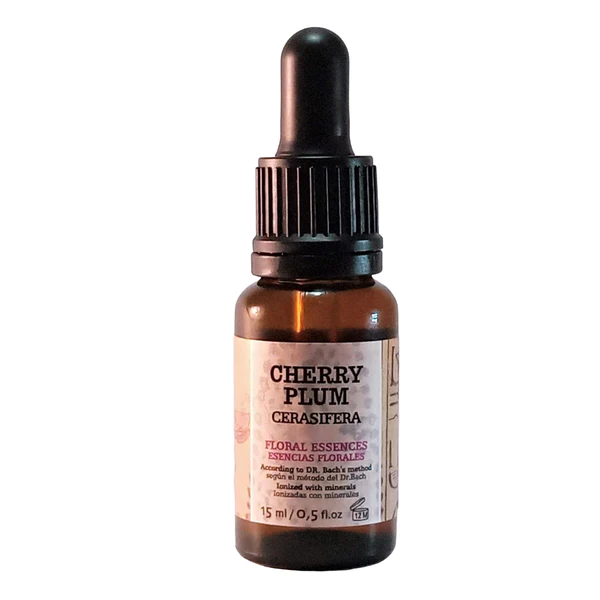 CHERRY
PLUM
CERASIFERA
FLORAL ESSENCES
ESENCIAS FLORALES
According to DR. Bach's method
según el método del Dr.Bach
Ionized with minerals
Ionizadas con minerales
15 ml / 0,5 fl.oz
12 M